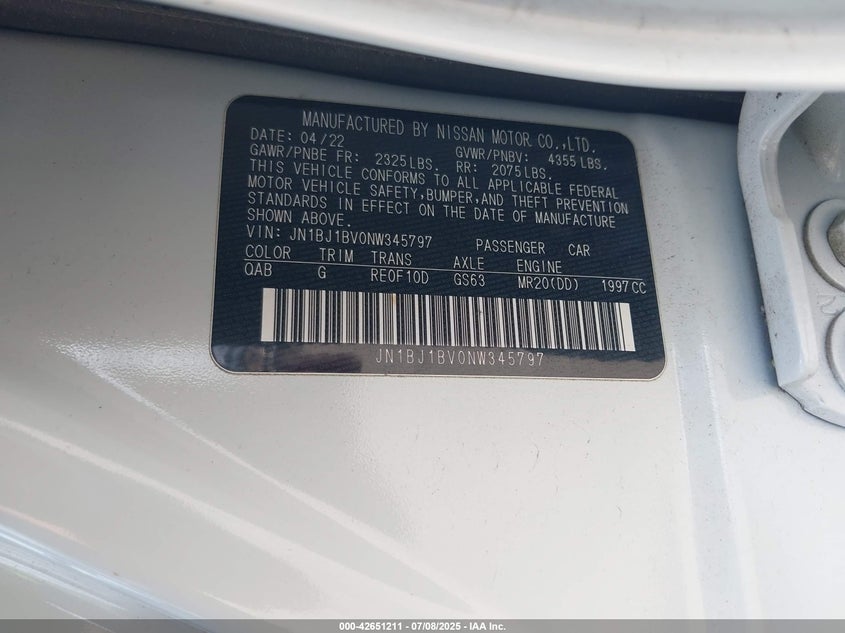 MANUFACTURED BY NISSAN MOTOR CO.,LTD.
DATE: 04/22 GVWR/PNBV: 4355 LBS.
GAWR/PNBE FR: 2325 LBS. RR: 2075 LBS.
THIS VEHICLE CONFORMS TO ALL APPLICABLE FEDERAL
MOTOR VEHICLE SAFETY, BUMPER, AND THEFT PREVENTION
STANDARDS IN EFFECT ON THE DATE OF MANUFACTURE
SHOWN ABOVE.
VIN: JN1BJ1BV0NW345797 PASSENGER CAR
COLOR TRIM TRANS AXLE ENGINE
QAB G RE0F10D GS63 MR20(DD) 1997CC
JN1BJ1BV0NW345797
000-42651211 | 07/08/2025 | IAA Inc.